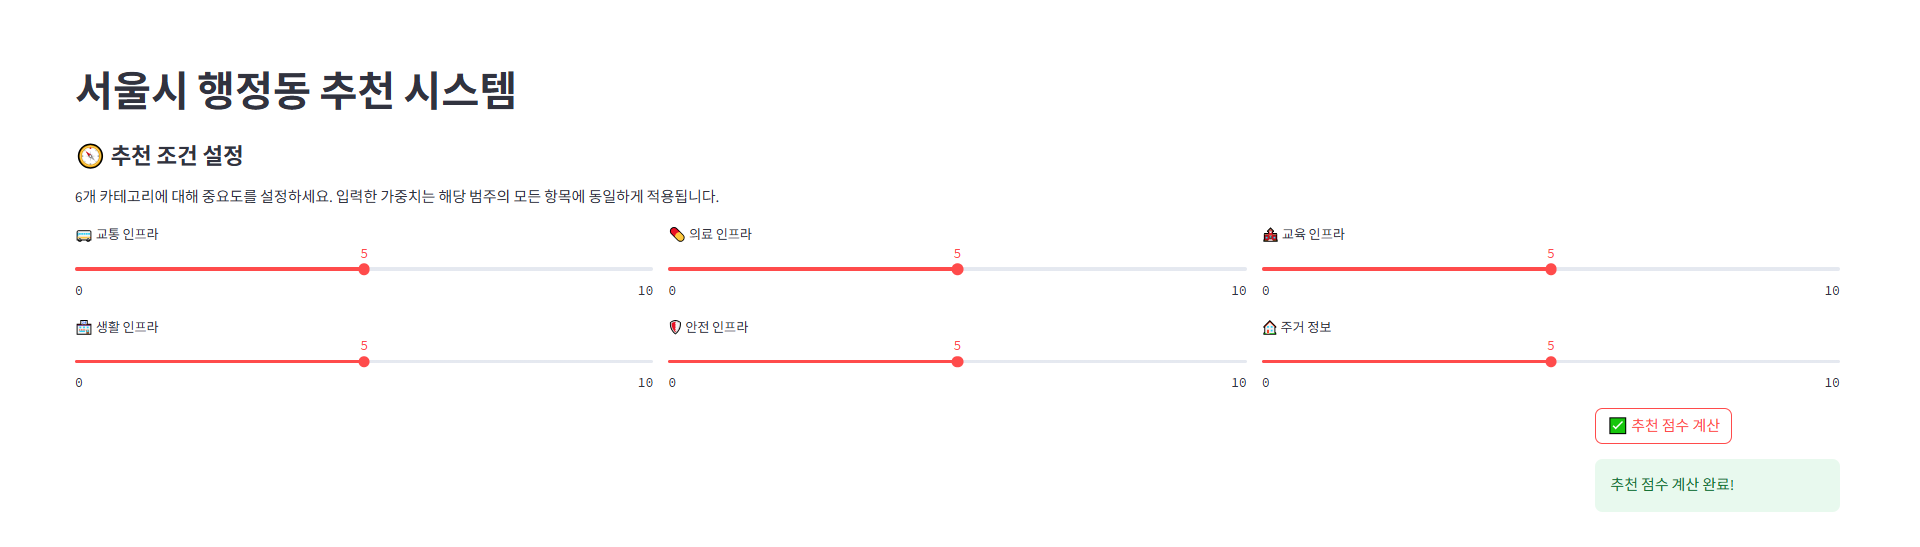 서울시 행정동 추천 시스템
🧭 추천 조건 설정
6개 카테고리에 대해 중요도를 설정하세요. 입력한 가중치는 해당 범주의 모든 항목에 동일하게 적용됩니다.
🚌 교통 인프라
5
0 10
💊 의료 인프라
5
0 10
🏫 교육 인프라
5
0 10
🏥 생활 인프라
5
0 10
🛡 안전 인프라
5
0 10
🏠 주거 정보
5
0 10
✅ 추천 점수 계산
추천 점수 계산 완료!